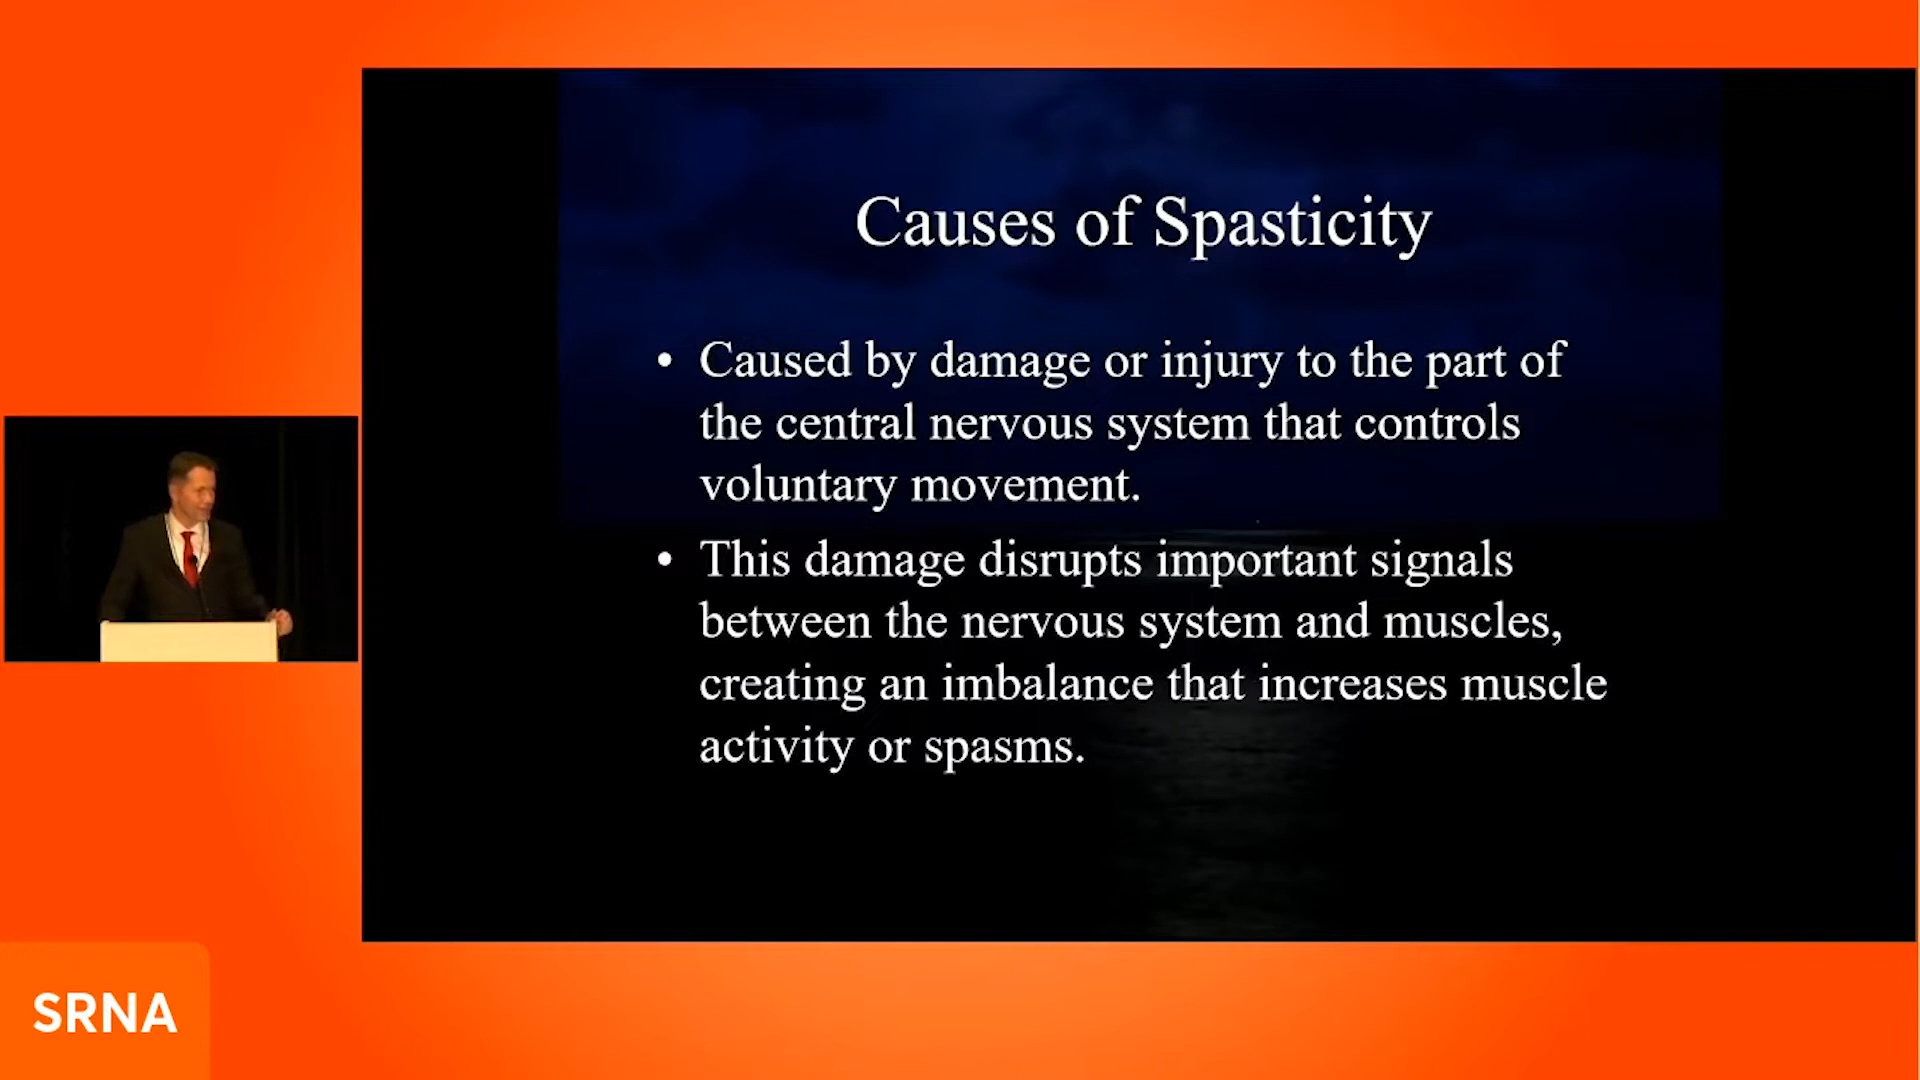 Causes of Spasticity
• Caused by damage or injury to the part of
the central nervous system that controls
voluntary movement.
• This damage disrupts important signals
between the nervous system and muscles,
creating an imbalance that increases muscle
activity or spasms.
SRNA